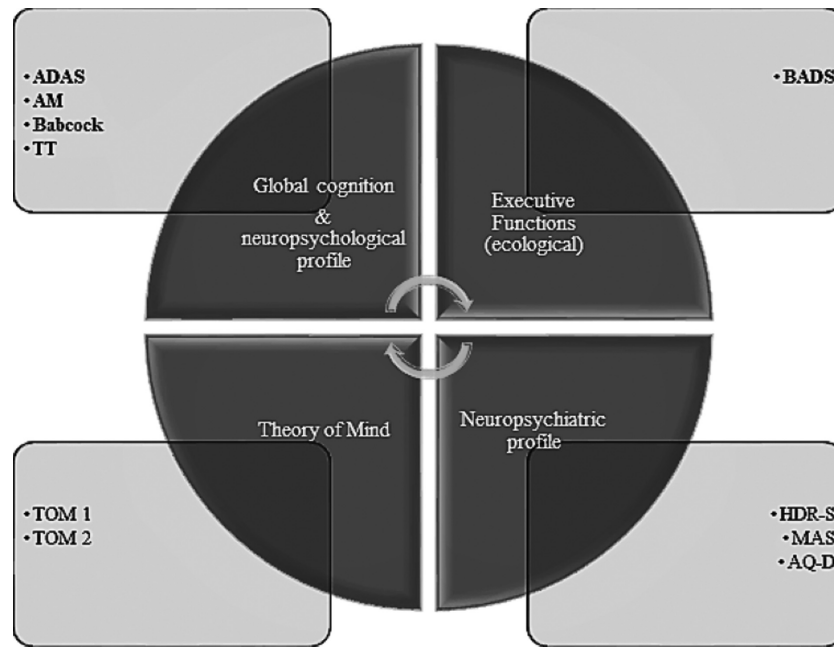 •ADAS
•AM
•Babcock
•TT
•BADS
Global cognition
&
neuropsychological
profile
Executive
Functions
(ecological)
Theory of Mind
Neuropsychiatric
profile
•TOM 1
•TOM 2
•HDR-S
•MAS
•AQ-D